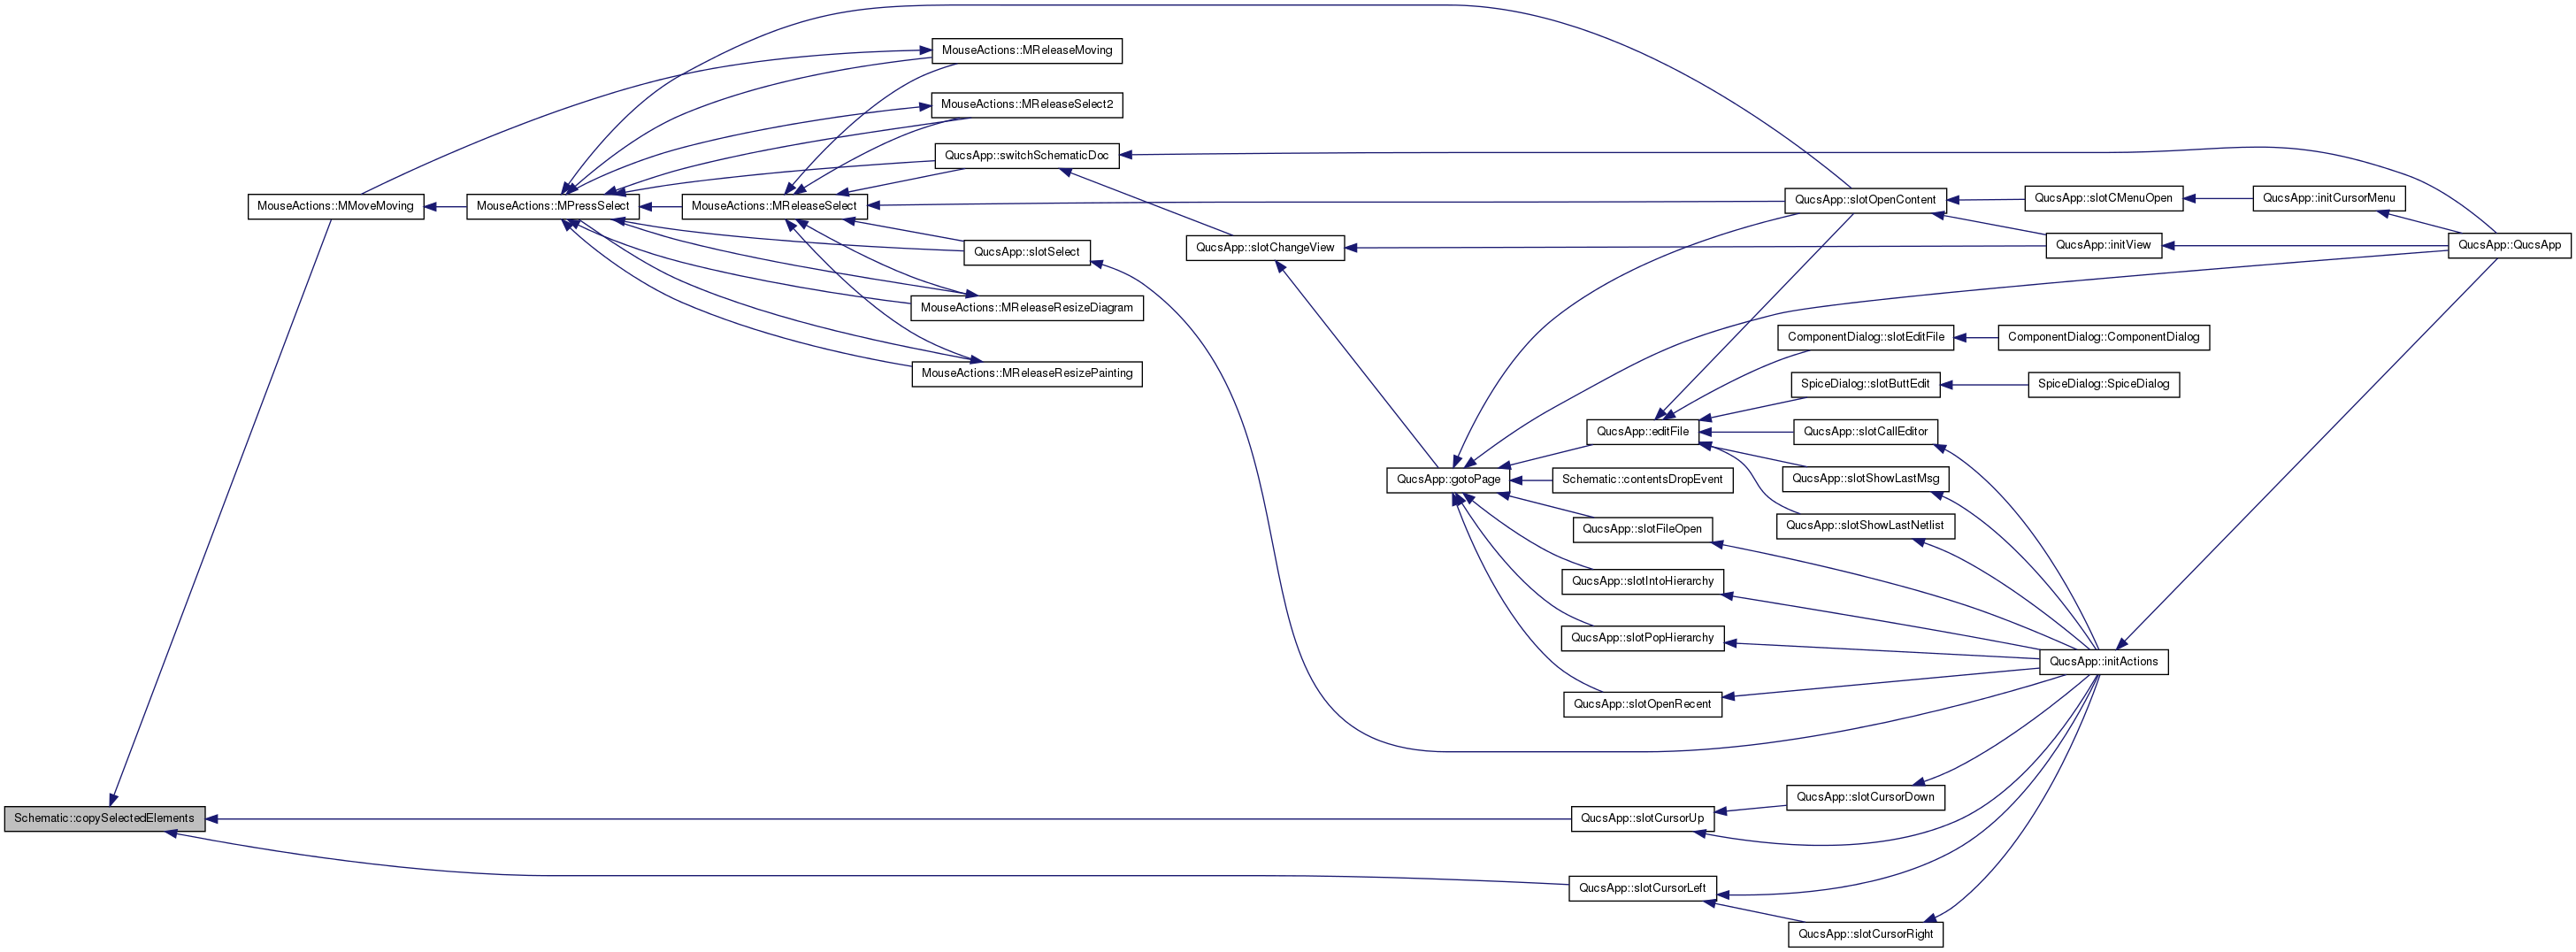 MouseActions::MReleaseMoving
MouseActions::MReleaseSelect2
QucsApp::switchSchematicDoc
MouseActions::MMoveMoving
MouseActions::MPressSelect
MouseActions::MReleaseSelect
QucsApp::slotOpenContent
QucsApp::slotCMenuOpen
QucsApp::initCursorMenu
QucsApp::slotSelect
QucsApp::slotChangeView
QucsApp::initView
QucsApp::QucsApp
MouseActions::MReleaseResizeDiagram
ComponentDialog::slotEditFile
ComponentDialog::ComponentDialog
MouseActions::MReleaseResizePainting
SpiceDialog::slotButtEdit
SpiceDialog::SpiceDialog
QucsApp::editFile
QucsApp::slotCallEditor
QucsApp::gotoPage
Schematic::contentsDropEvent
QucsApp::slotShowLastMsg
QucsApp::slotFileOpen
QucsApp::slotShowLastNetlist
QucsApp::slotIntoHierarchy
QucsApp::slotPopHierarchy
QucsApp::initActions
QucsApp::slotOpenRecent
QucsApp::slotCursorDown
Schematic::copySelectedElements
QucsApp::slotCursorUp
QucsApp::slotCursorLeft
QucsApp::slotCursorRight